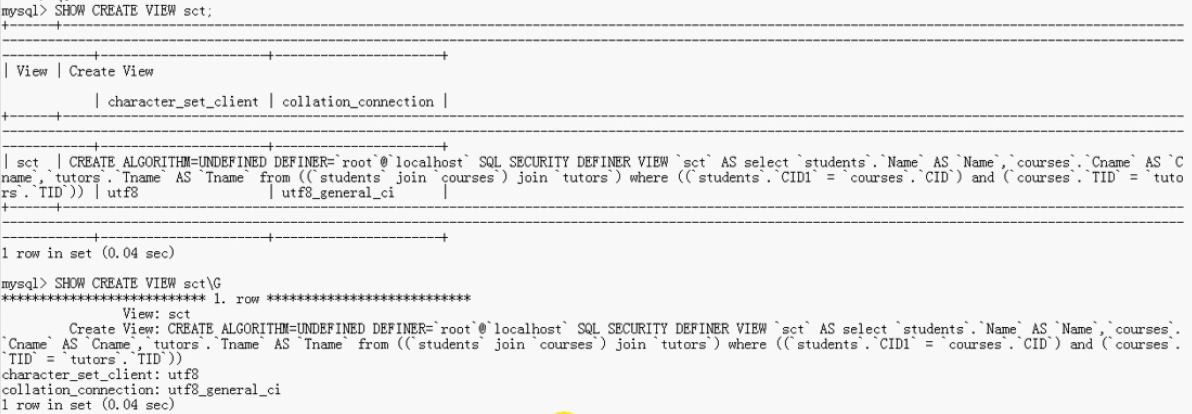 mysql> SHOW CREATE VIEW sct;
+------+--------------------------------------------------------------------------------------------------
----------------------------------------------------------------------------------------------------------
------------+----------------------+----------------------+
| View | Create View
| character_set_client | collation_connection |
+------+--------------------------------------------------------------------------------------------------
----------------------------------------------------------------------------------------------------------
------------+----------------------+----------------------+
| sct | CREATE ALGORITHM=UNDEFINED DEFINER=`root`@`localhost` SQL SECURITY DEFINER VIEW `sct` AS select `students`.`Name` AS `Name`,`courses`.`Cname` AS `C
name`,`tutors`.`Tname` AS `Tname` from ((`students` join `courses`) join `tutors`) where ((`students`.`CID1` = `courses`.`CID`) and (`courses`.`TID` = `tuto
rs`.`TID`)) | utf8 | utf8_general_ci |
+------+--------------------------------------------------------------------------------------------------
----------------------------------------------------------------------------------------------------------
------------+----------------------+----------------------+
1 row in set (0.04 sec)
mysql> SHOW CREATE VIEW sct\G
*************************** 1. row ***************************
View: sct
Create View: CREATE ALGORITHM=UNDEFINED DEFINER=`root`@`localhost` SQL SECURITY DEFINER VIEW `sct` AS select `students`.`Name` AS `Name`,`courses`.
`Cname` AS `Cname`,`tutors`.`Tname` AS `Tname` from ((`students` join `courses`) join `tutors`) where ((`students`.`CID1` = `courses`.`CID`) and (`courses`.
`TID` = `tutors`.`TID`))
character_set_client: utf8
collation_connection: utf8_general_ci
1 row in set (0.04 sec)